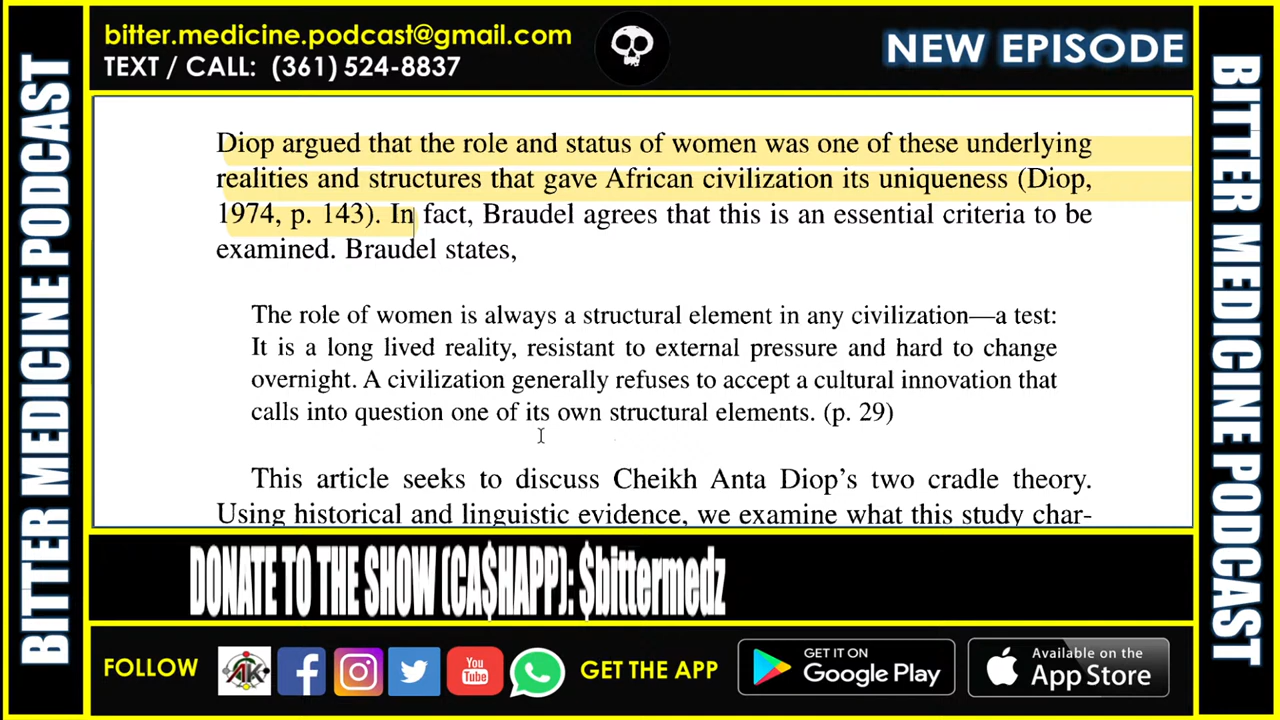 BITTER MEDICINE PODCAST
bitter.medicine.podcast@gmail.com
TEXT / CALL: (361) 524-8837
NEW EPISODE
Diop argued that the role and status of women was one of these underlying
realities and structures that gave African civilization its uniqueness (Diop,
1974, p. 143). In fact, Braudel agrees that this is an essential criteria to be
examined. Braudel states,
The role of women is always a structural element in any civilization—a test:
It is a long lived reality, resistant to external pressure and hard to change
overnight. A civilization generally refuses to accept a cultural innovation that
calls into question one of its own structural elements. (p. 29)
This article seeks to discuss Cheikh Anta Diop's two cradle theory.
Using historical and linguistic evidence, we examine what this study char-
DONATE TO THE SHOW (CA$HAPP): $bittermedz
FOLLOW
You
Tube
GET THE APP
GET IT ON
Google Play
Available on the
App Store
BITTER MEDICINE PODCAST